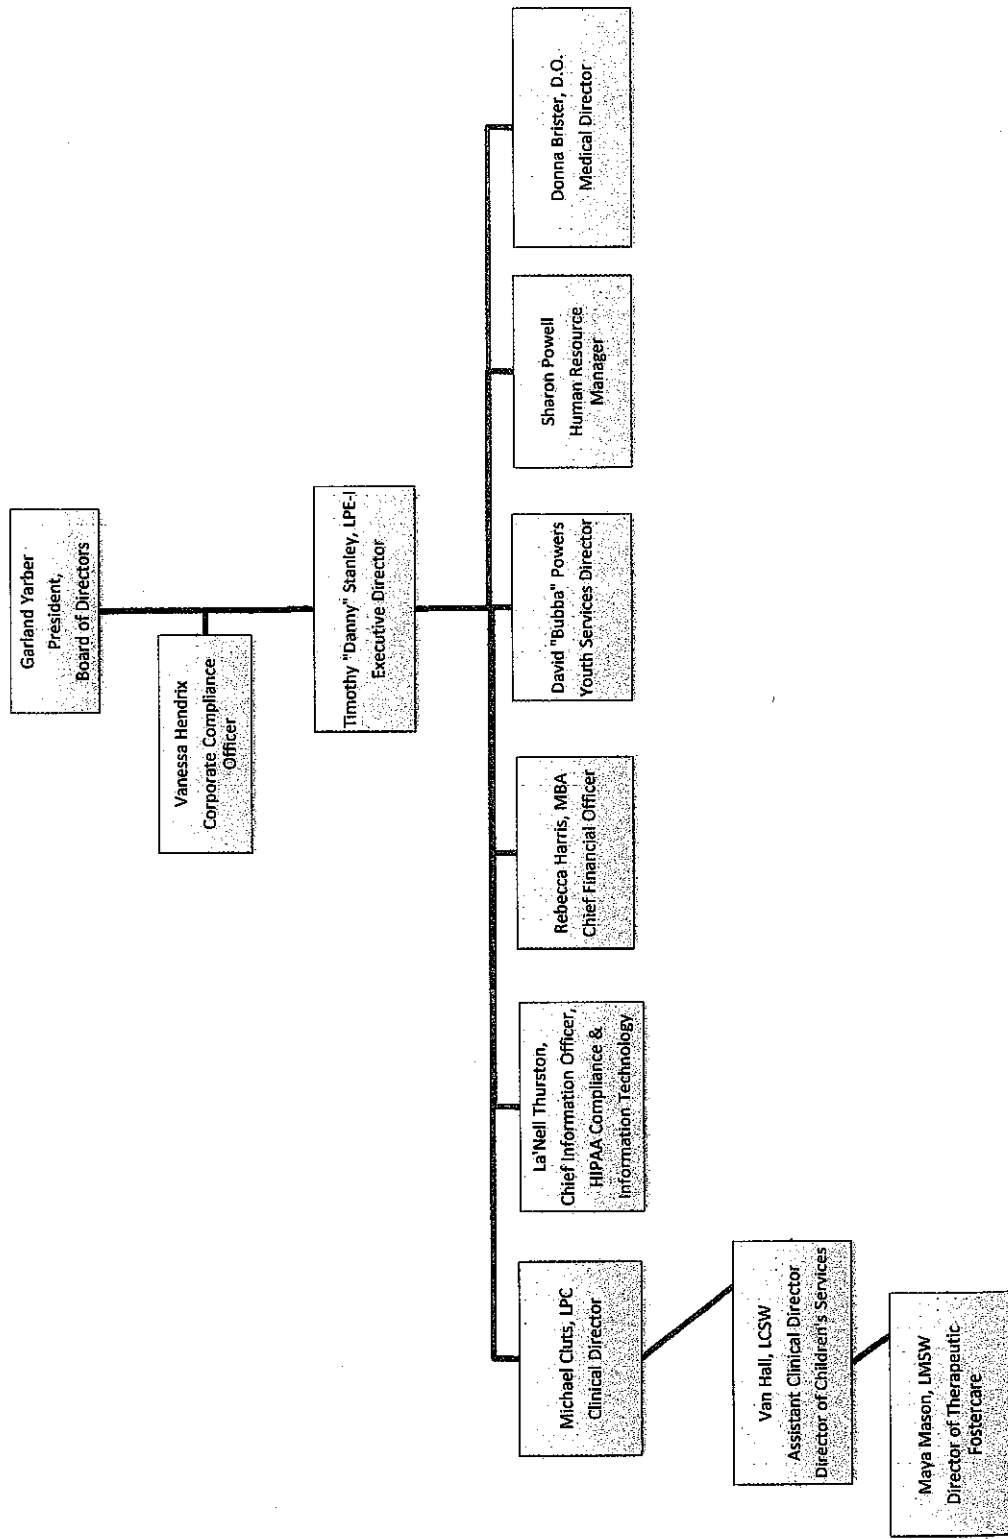 Garland Yarber
President,
Board of Directors
Vanessa Hendrix
Corporate Compliance
Officer
Timothy "Danny" Stanley, LPE-I
Executive Director
Michael Cluts, LPC
Clinical Director
La'Nell Thurston,
Chief Information Officer,
HIPAA Compliance &
Information Technology
Rebecca Harris, MBA
Chief Financial Officer
David "Bubba" Powers
Youth Services Director
Sharon Powell
Human Resource
Manager
Donna Brister, D.O.
Medical Director
Van Hall, LCSW
Assistant Clinical Director
Director of Children's Services
Maya Mason, LMSW
Director of Therapeutic
Fostercare